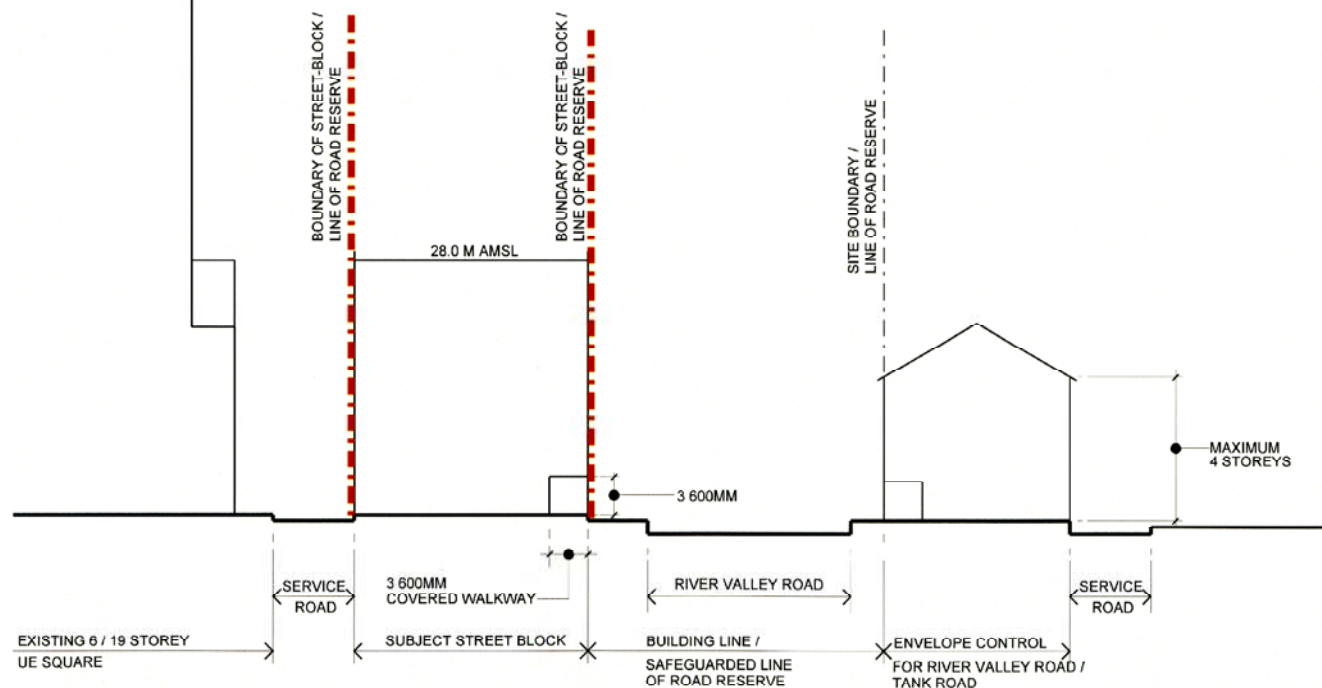 BOUNDARY OF STREET-BLOCK /
LINE OF ROAD RESERVE
BOUNDARY OF STREET-BLOCK /
LINE OF ROAD RESERVE
SITE BOUNDARY /
LINE OF ROAD RESERVE
28.0 M AMSL
MAXIMUM
4 STOREYS
3 600MM
3 600MM
COVERED WALKWAY
SERVICE
ROAD
RIVER VALLEY ROAD
SERVICE
ROAD
EXISTING 6 / 19 STOREY
UE SQUARE
SUBJECT STREET BLOCK
BUILDING LINE /
SAFEGUARDED LINE
OF ROAD RESERVE
ENVELOPE CONTROL
FOR RIVER VALLEY ROAD /
TANK ROAD